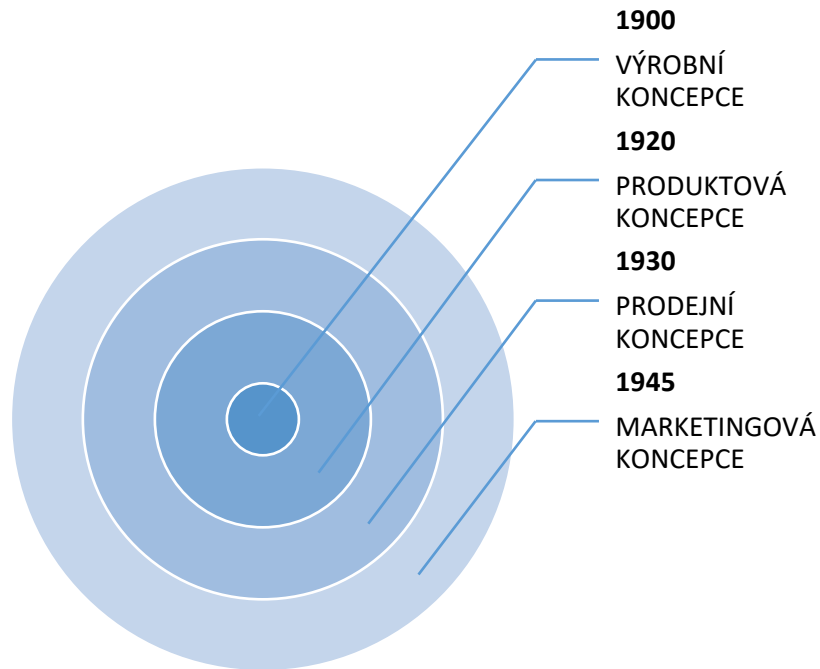 1900
VÝROBNÍ
KONCEPCE
1920
PRODUKTOVÁ
KONCEPCE
1930
PRODEJNÍ
KONCEPCE
1945
MARKETINGOVÁ
KONCEPCE